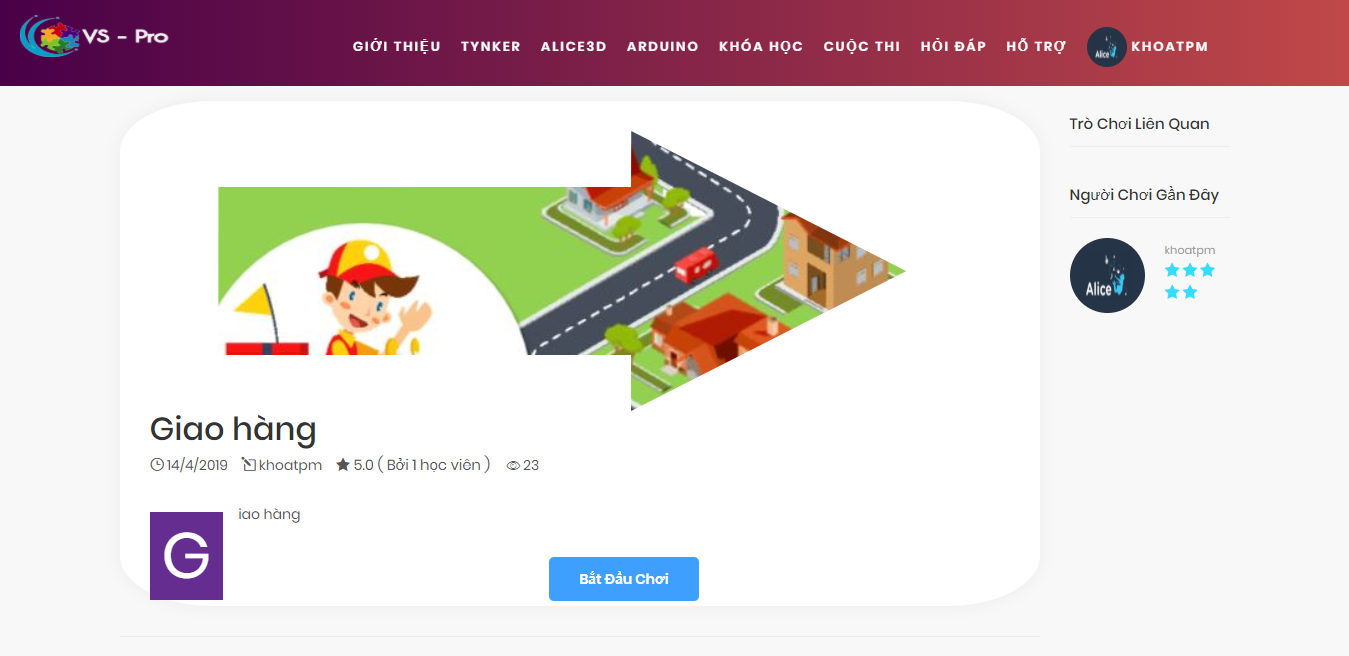 VS - Pro
GIỚI THIỆU TYNKER ALICE3D ARDUINO KHÓA HỌC CUỘC THI HỎI ĐÁP HỖ TRỢ Alice KHOATPM
Giao hàng
14/4/2019 khoatpm 5.0 ( Bởi 1 học viên ) 23
G iao hàng
Bắt Đầu Chơi
Trò Chơi Liên Quan
Người Chơi Gần Đây
Alice
khoatpm